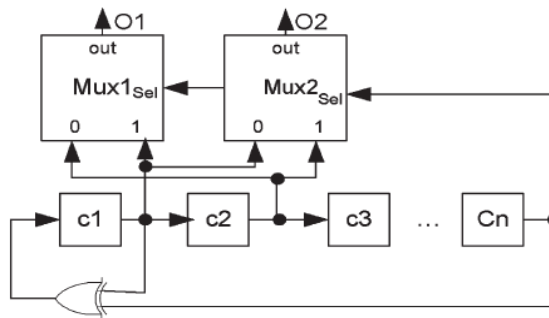 O1 O2
out out
Mux1Sel Mux2Sel
0 1 0 1
c1 c2 c3 ... Cn